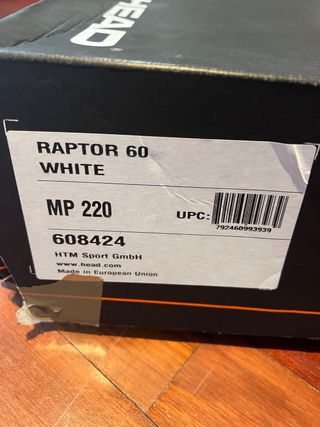 HEAD
RAPTOR 60
WHITE
MP 220
UPC:
792460993939
608424
HTM Sport GmbH
www.head.com
Made in European Union